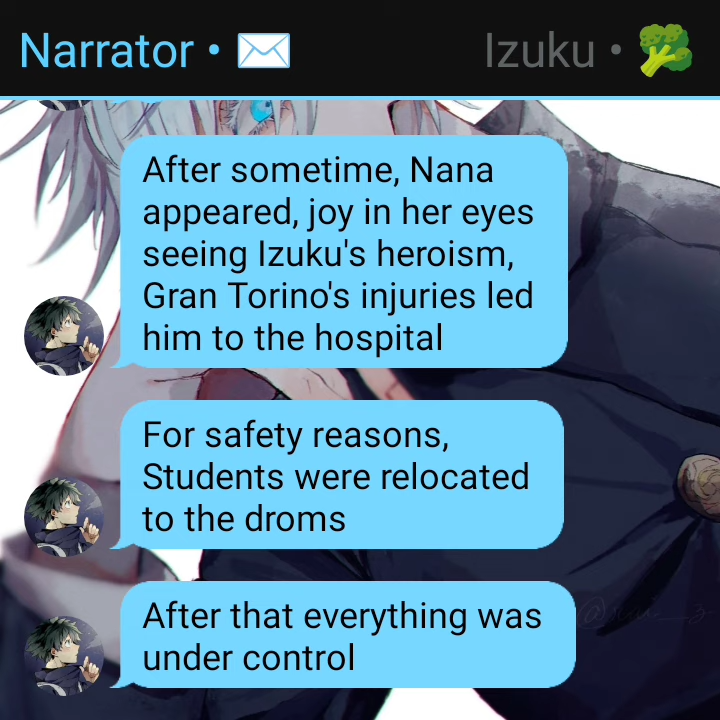 Narrator • ✉️
Izuku • 🥦
After sometime, Nana
appeared, joy in her eyes
seeing Izuku's heroism,
Gran Torino's injuries led
him to the hospital
For safety reasons,
Students were relocated
to the droms
After that everything was
under control